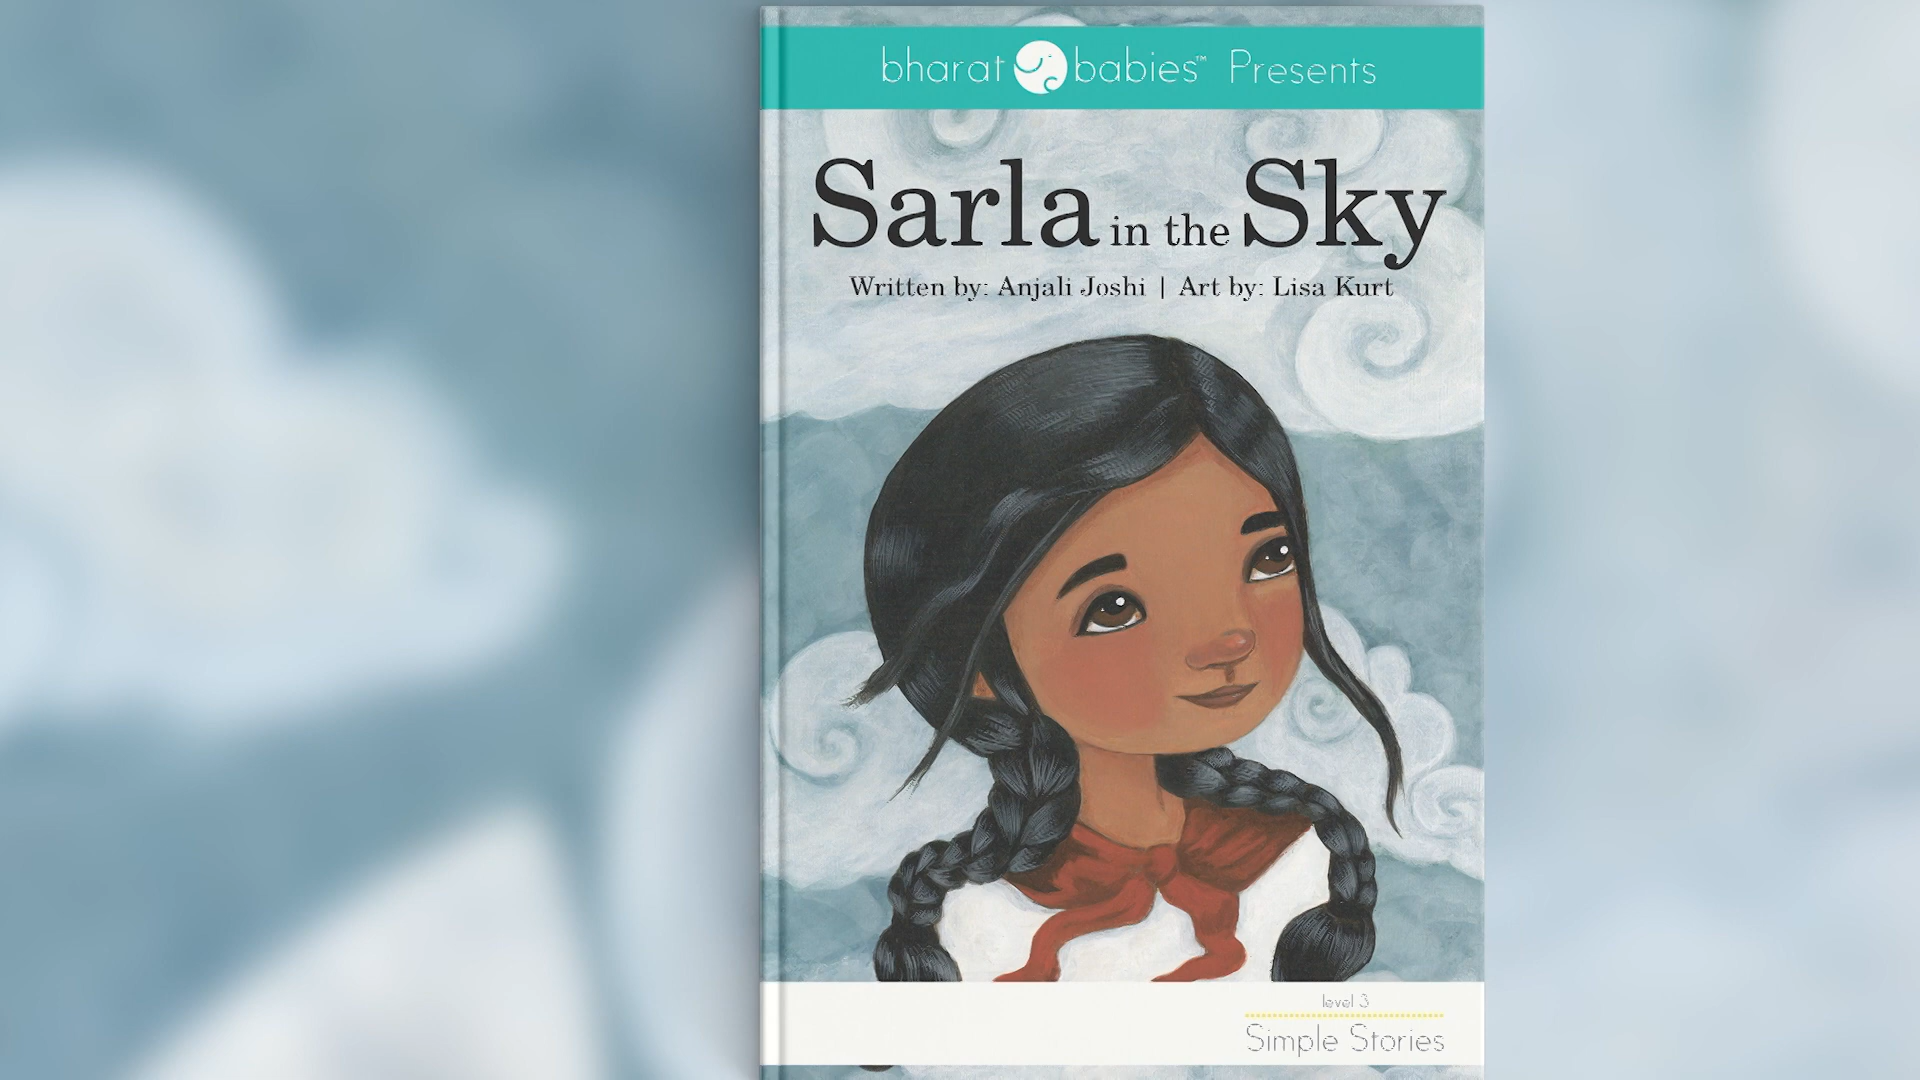 bharat babies™ Presents
Sarla in the Sky
Written by: Anjali Joshi | Art by: Lisa Kurt
level 3
Simple Stories